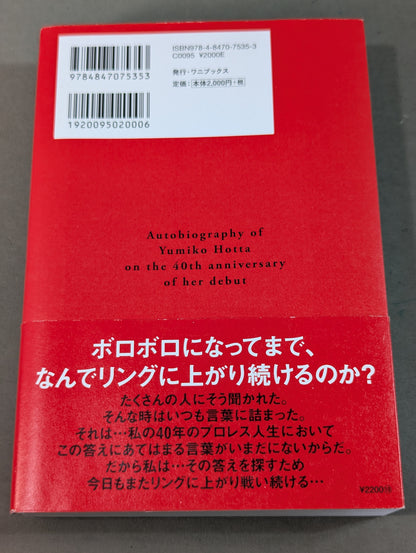 ISBN978-4-8470-7535-3
C0095 ¥2000E
9784847075353
発行・ワニブックス
定価:本体2,000円+税
1920095020006
Autobiography of
Yumiko Hotta
on the 40th anniversary
of her debut
ボロボロになってまで、
なんでリングに上がり続けるのか?
たくさんの人にそう聞かれた。
そんな時はいつも言葉に詰まった。
それは…私の40年のプロレス人生において
この答えにあてはまる言葉がいまだにないからだ。
だから私は…その答えを探すため
今日もまたリングに上がり戦い続ける…
¥2200